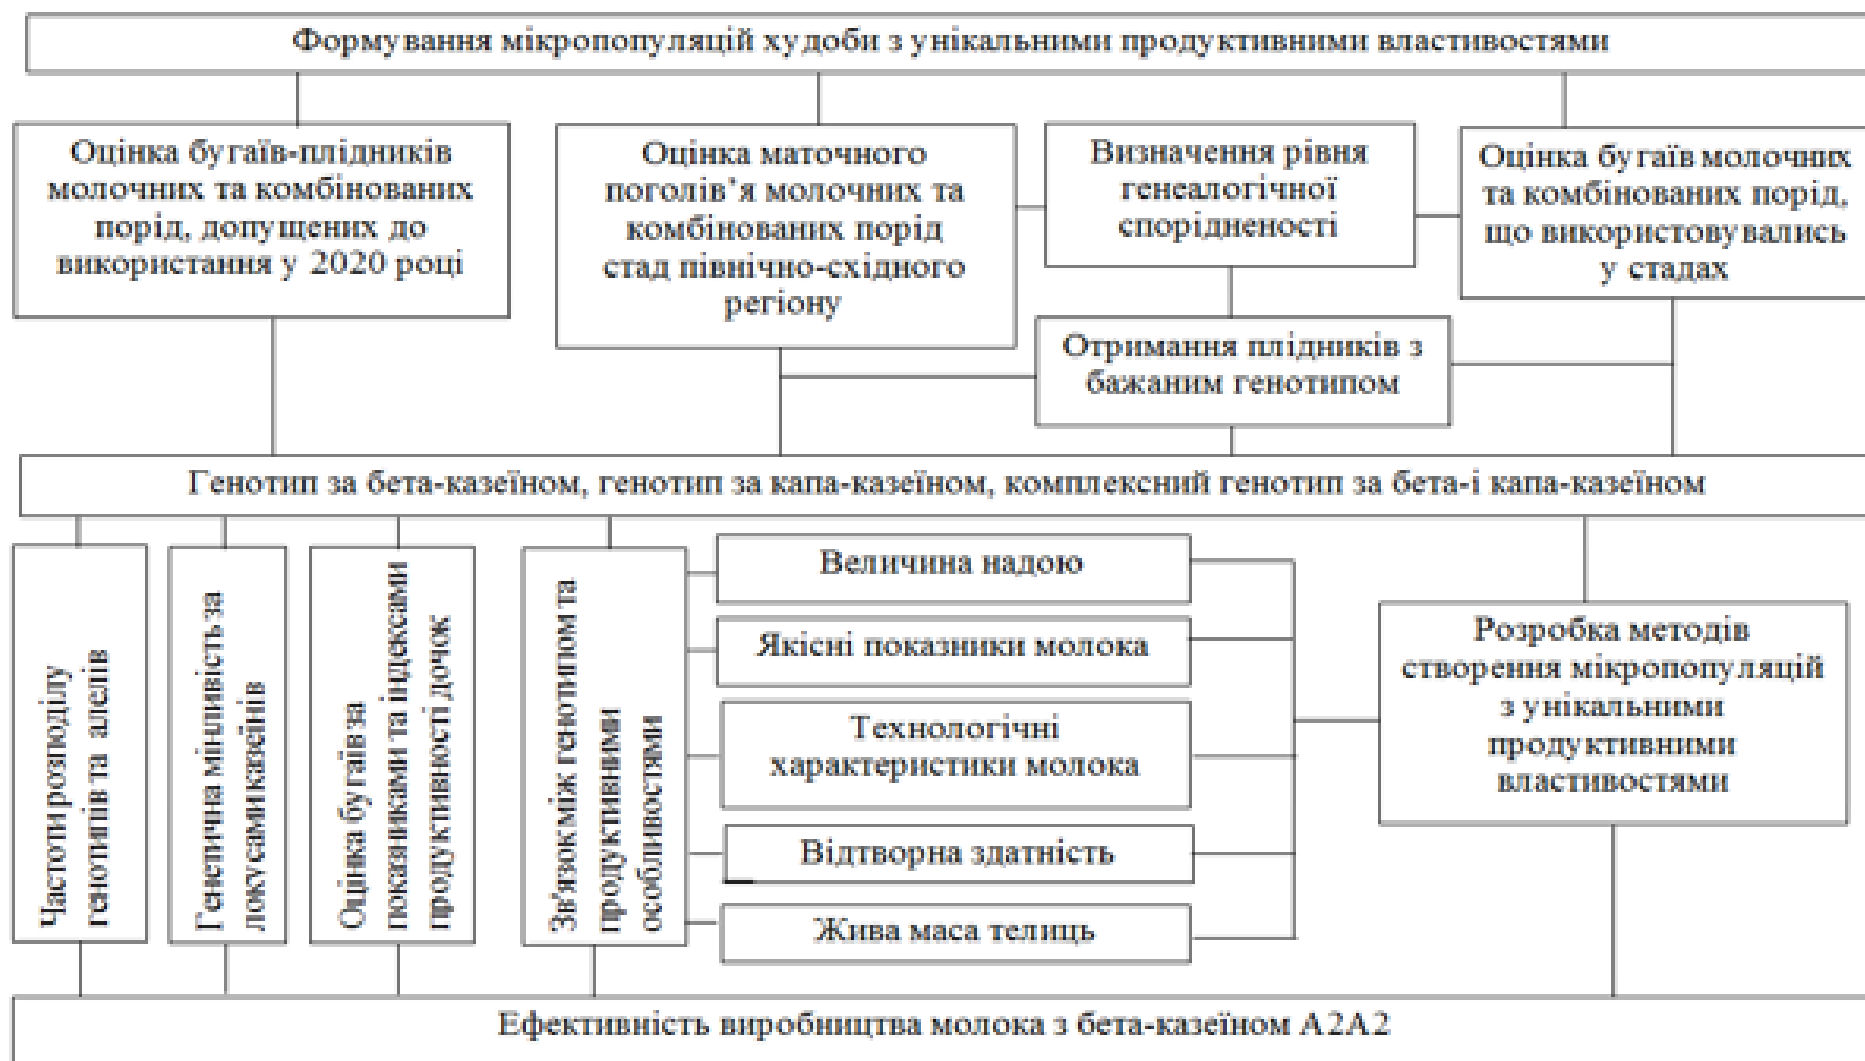 Формування мікропопуляцій худоби з унікальними продуктивними властивостями
Оцінка бугаїв-плідників
молочних та комбінованих
порід, допущених до
використання у 2020 році
Оцінка маточного
поголів’я молочних та
комбінованих порід
стад північно-східного
регіону
Визначення рівня
генеалогічної
спорідненості
Оцінка бугаїв молочних
та комбінованих порід,
що використовувались
у стадах
Отримання плідників з
бажаним генотипом
Генотип за бета-казеїном, генотип за капа-казеїном, комплексний генотип за бета-і капа-казеїном
Частоти розподілу
генотипів та алелів
Генетична мінливість за
локусами казеїнів
Оцінка бугаїв за
показниками та індексами
продуктивності дочок
Зв'язок між генотипом та
продуктивними
особливостями
Величина надою
Якісні показники молока
Технологічні
характеристики молока
Відтворна здатність
Жива маса телиць
Розробка методів
створення мікропопуляцій
з унікальними
продуктивними
властивостями
Ефективність виробництва молока з бета-казеїном А2А2